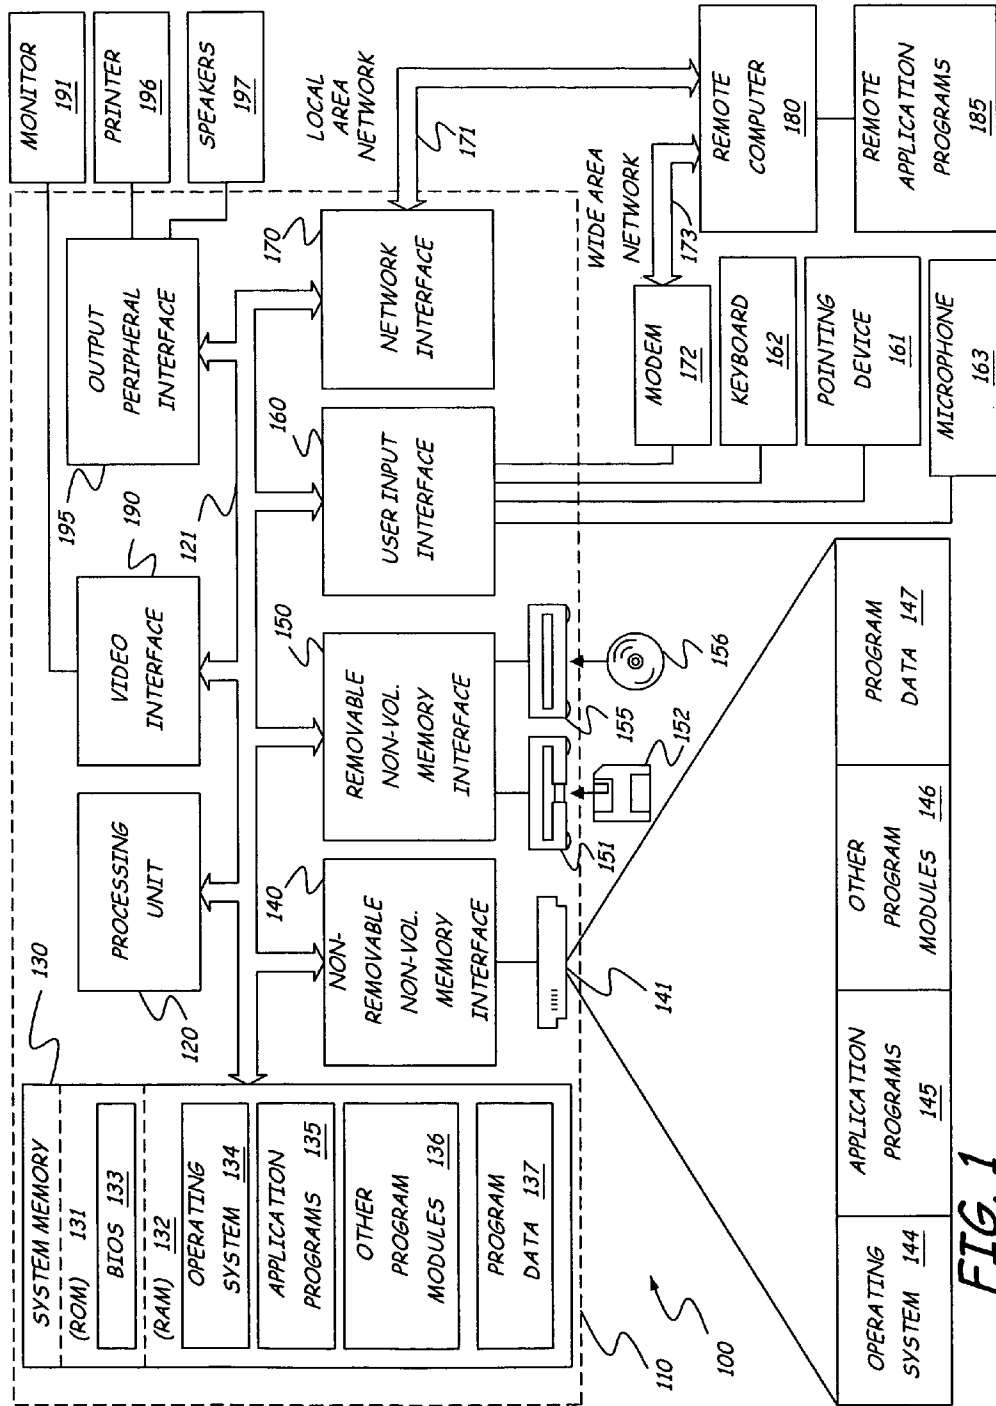 SYSTEM MEMORY
(ROM) 131
BIOS 133
(RAM) 132
OPERATING
SYSTEM 134
APPLICATION
PROGRAMS 135
OTHER
PROGRAM
MODULES 136
PROGRAM
DATA 137
130
PROCESSING
UNIT
120
VIDEO
INTERFACE
190
121
OUTPUT
PERIPHERAL
INTERFACE
195
MONITOR
191
PRINTER
196
SPEAKERS
197
NON-
REMOVABLE
NON-VOL.
MEMORY
INTERFACE
140
REMOVABLE
NON-VOL.
MEMORY
INTERFACE
150
USER INPUT
INTERFACE
160
NETWORK
INTERFACE
170
LOCAL
AREA
NETWORK
171
WIDE AREA
NETWORK
173
110
100
141
151
152
155
156
MODEM
172
KEYBOARD
162
POINTING
DEVICE
161
MICROPHONE
163
REMOTE
COMPUTER
180
REMOTE
APPLICATION
PROGRAMS
185
OPERATING
SYSTEM 144
APPLICATION
PROGRAMS
145
OTHER
PROGRAM
MODULES 146
PROGRAM
DATA 147
FIG. 1